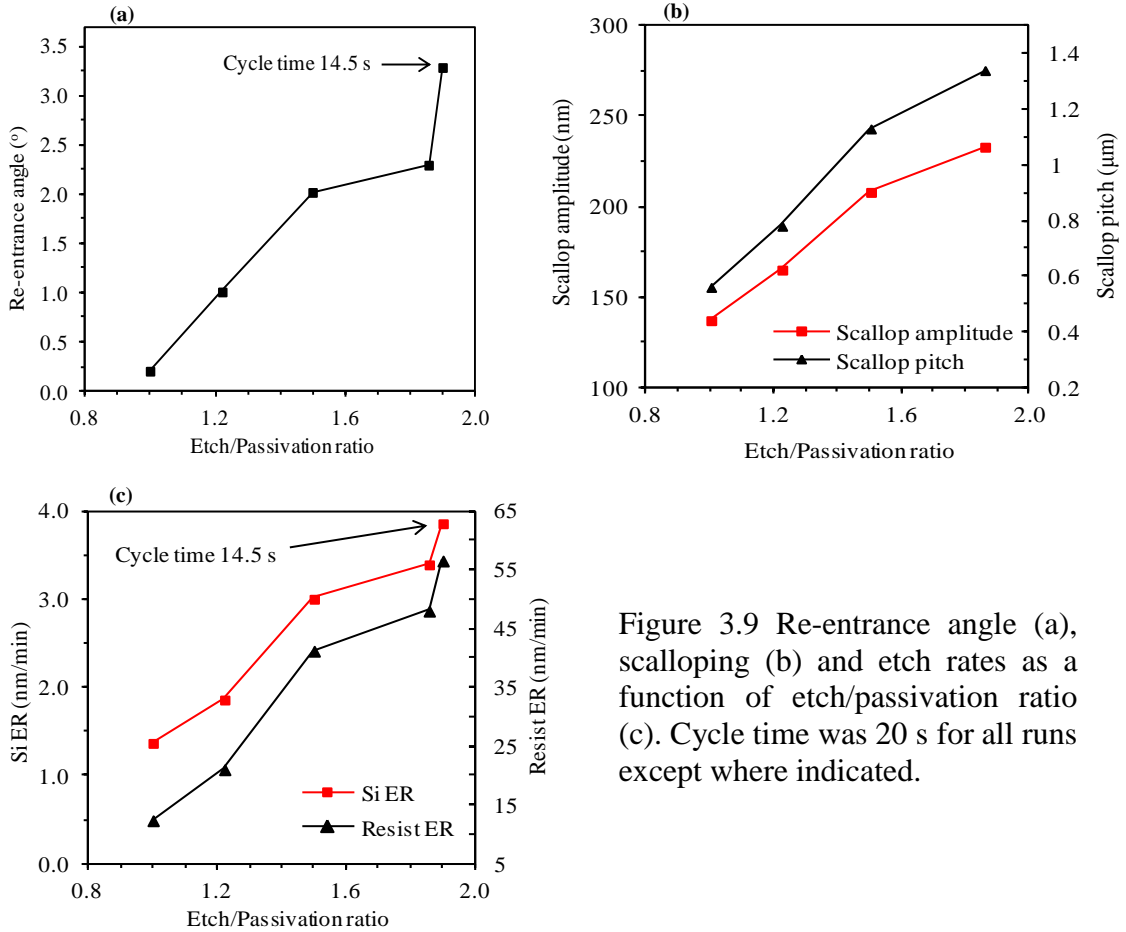 (a)
3.5
3.0
2.5
2.0
1.5
1.0
0.5
0.0
Re-entrance angle (°)
Cycle time 14.5 s
0.8 1.2 1.6 2.0
Etch/Passivation ratio
(b)
300
250
200
150
100
Scallop amplitude (nm)
1.4
1.2
1
0.8
0.6
0.4
0.2
Scallop pitch (µm)
Scallop amplitude
Scallop pitch
0.8 1.2 1.6 2.0
Etch/Passivation ratio
(c)
4.0
3.0
2.0
1.0
0.0
Si ER (nm/min)
65
55
45
35
25
15
5
Resist ER (nm/min)
Cycle time 14.5 s
Si ER
Resist ER
0.8 1.2 1.6 2.0
Etch/Passivation ratio
Figure 3.9 Re-entrance angle (a),
scalloping (b) and etch rates as a
function of etch/passivation ratio
(c). Cycle time was 20 s for all runs
except where indicated.